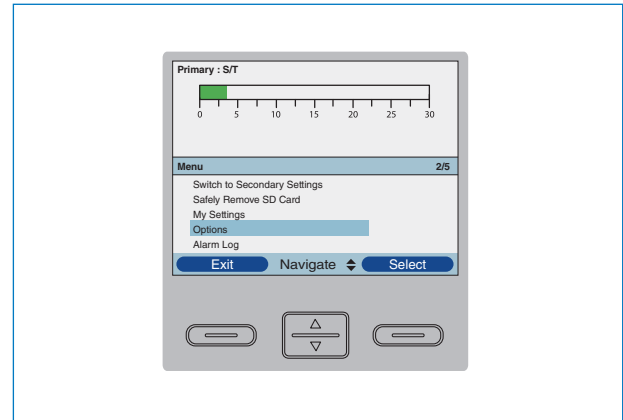 Primary : S/T
0 5 10 15 20 25 30
Menu 2/5
Switch to Secondary Settings
Safely Remove SD Card
My Settings
Options
Alarm Log
Exit Navigate Select